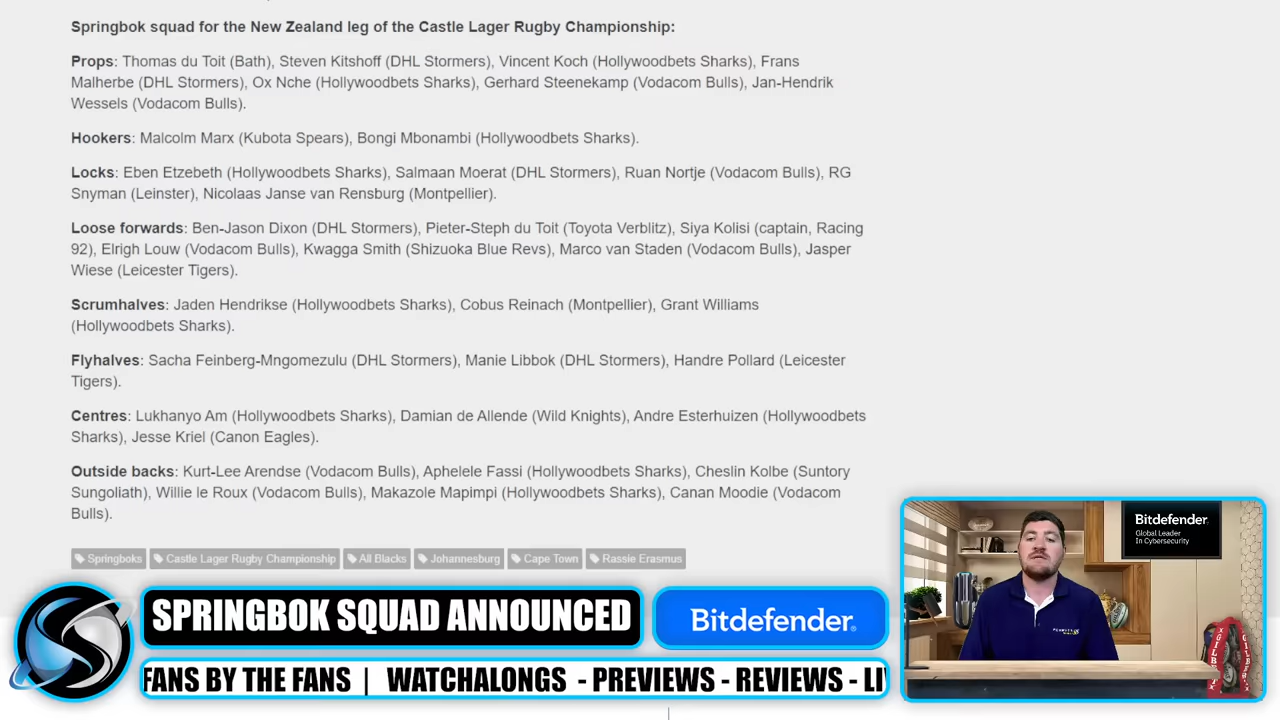 Springbok squad for the New Zealand leg of the Castle Lager Rugby Championship:
Props: Thomas du Toit (Bath), Steven Kitshoff (DHL Stormers), Vincent Koch (Hollywoodbets Sharks), Frans
Malherbe (DHL Stormers), Ox Nche (Hollywoodbets Sharks), Gerhard Steenekamp (Vodacom Bulls), Jan-Hendrik
Wessels (Vodacom Bulls).
Hookers: Malcolm Marx (Kubota Spears), Bongi Mbonambi (Hollywoodbets Sharks).
Locks: Eben Etzebeth (Hollywoodbets Sharks), Salmaan Moerat (DHL Stormers), Ruan Nortje (Vodacom Bulls), RG
Snyman (Leinster), Nicolaas Janse van Rensburg (Montpellier).
Loose forwards: Ben-Jason Dixon (DHL Stormers), Pieter-Steph du Toit (Toyota Verblitz), Siya Kolisi (captain, Racing
92), Elrigh Louw (Vodacom Bulls), Kwagga Smith (Shizuoka Blue Revs), Marco van Staden (Vodacom Bulls), Jasper
Wiese (Leicester Tigers).
Scrumhalves: Jaden Hendrikse (Hollywoodbets Sharks), Cobus Reinach (Montpellier), Grant Williams
(Hollywoodbets Sharks).
Flyhalves: Sacha Feinberg-Mngomezulu (DHL Stormers), Manie Libbok (DHL Stormers), Handre Pollard (Leicester
Tigers).
Centres: Lukhanyo Am (Hollywoodbets Sharks), Damian de Allende (Wild Knights), Andre Esterhuizen (Hollywoodbets
Sharks), Jesse Kriel (Canon Eagles).
Outside backs: Kurt-Lee Arendse (Vodacom Bulls), Aphelele Fassi (Hollywoodbets Sharks), Cheslin Kolbe (Suntory
Sungoliath), Willie le Roux (Vodacom Bulls), Makazole Mapimpi (Hollywoodbets Sharks), Canan Moodie (Vodacom
Bulls).
Springboks Castle Lager Rugby Championship All Blacks Johannesburg Cape Town Rassie Erasmus
Bitdefender
Global Leader
In Cybersecurity
SPRINGBOK SQUAD ANNOUNCED
Bitdefender
FANS BY THE FANS | WATCHALONGS - PREVIEWS - REVIEWS - LI